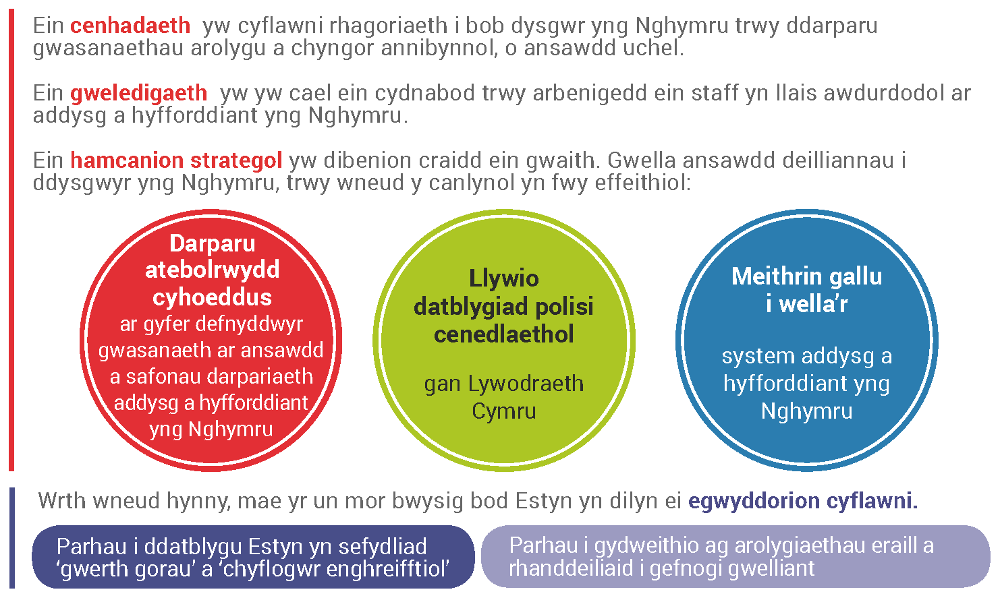 Ein cenhadaeth yw cyflawni rhagoriaeth i bob dysgwr yng Nghymru trwy ddarparu
gwasanaethau arolygu a chyngor annibynnol, o ansawdd uchel.
Ein gweledigaeth yw yw cael ein cydnabod trwy arbenigedd ein staff yn llais awdurdodol ar
addysg a hyfforddiant yng Nghymru.
Ein hamcanion strategol yw dibenion craidd ein gwaith. Gwella ansawdd deilliannau i
ddysgwyr yng Nghymru, trwy wneud y canlynol yn fwy effeithiol:
Darparu
atebolrwydd
cyhoeddus
ar gyfer defnyddwyr
gwasanaeth ar ansawdd
a safonau darpariaeth
addysg a hyfforddiant
yng Nghymru
Llywio
datblygiad polisi
cenedlaethol
gan Lywodraeth
Cymru
Meithrin gallu
i wella’r
system addysg a
hyfforddiant yng
Nghymru
Wrth wneud hynny, mae yr un mor bwysig bod Estyn yn dilyn ei egwyddorion cyflawni.
Parhau i ddatblygu Estyn yn sefydliad
‘gwerth gorau’ a ‘chyflogwr enghreifftiol’
Parhau i gydweithio ag arolygiaethau eraill a
rhanddeiliaid i gefnogi gwelliant